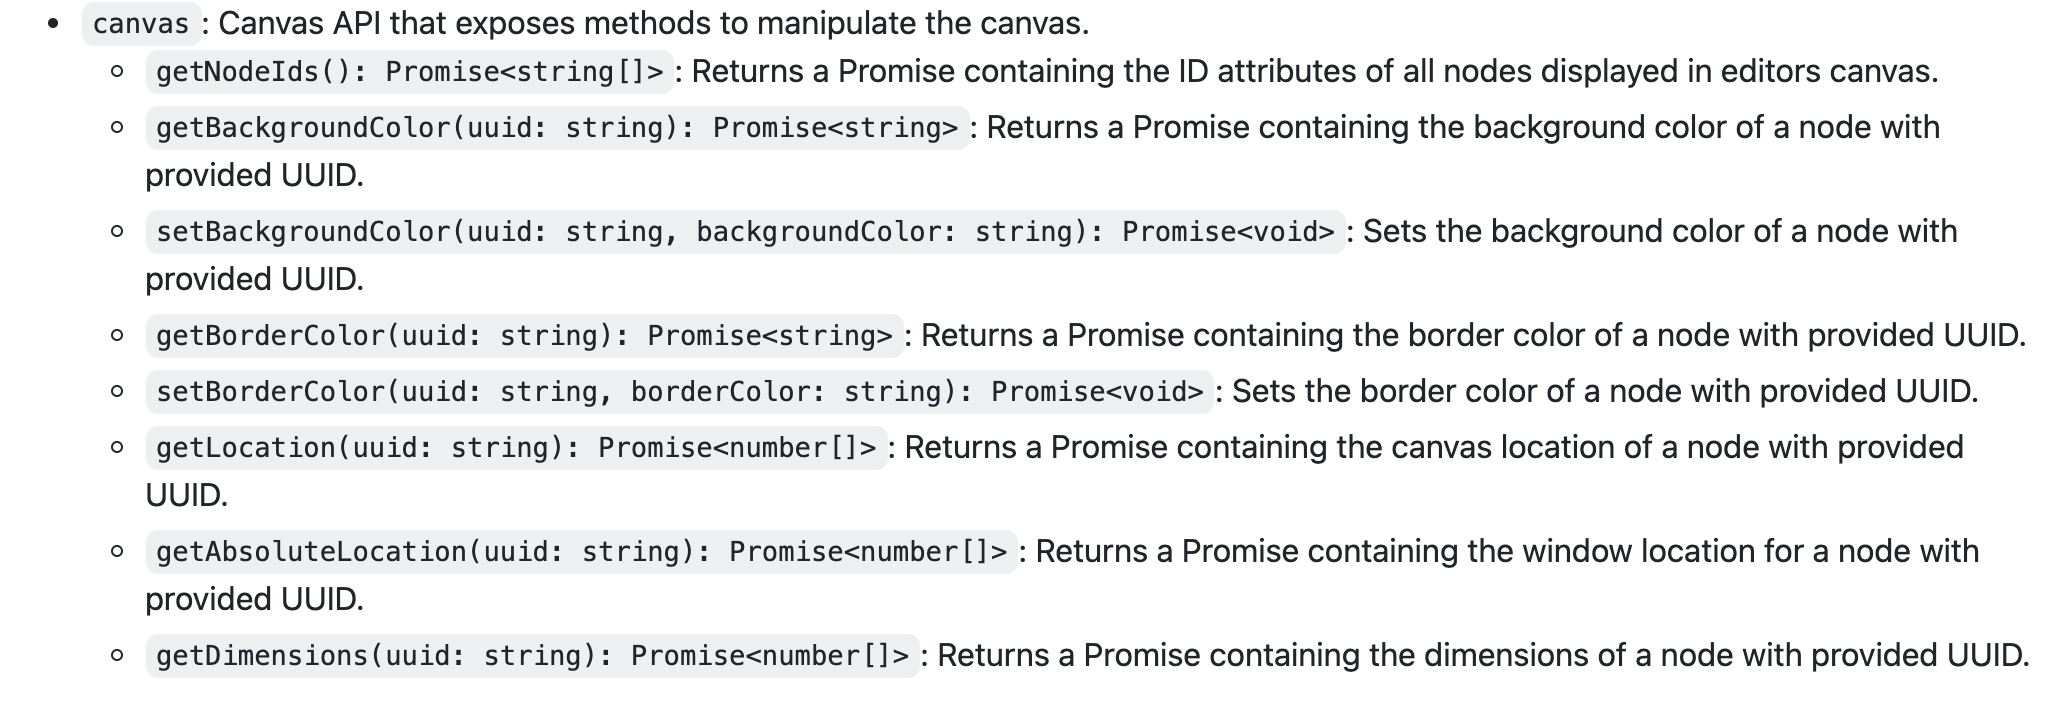 canvas: Canvas API that exposes methods to manipulate the canvas.
getNodeIds(): Promise<string[]>: Returns a Promise containing the ID attributes of all nodes displayed in editors canvas.
getBackgroundColor(uuid: string): Promise<string>: Returns a Promise containing the background color of a node with
provided UUID.
setBackgroundColor(uuid: string, backgroundColor: string): Promise<void>: Sets the background color of a node with
provided UUID.
getBorderColor(uuid: string): Promise<string>: Returns a Promise containing the border color of a node with provided UUID.
setBorderColor(uuid: string, borderColor: string): Promise<void>: Sets the border color of a node with provided UUID.
getLocation(uuid: string): Promise<number[]>: Returns a Promise containing the canvas location of a node with provided
UUID.
getAbsoluteLocation(uuid: string): Promise<number[]>: Returns a Promise containing the window location for a node with
provided UUID.
getDimensions(uuid: string): Promise<number[]>: Returns a Promise containing the dimensions of a node with provided UUID.